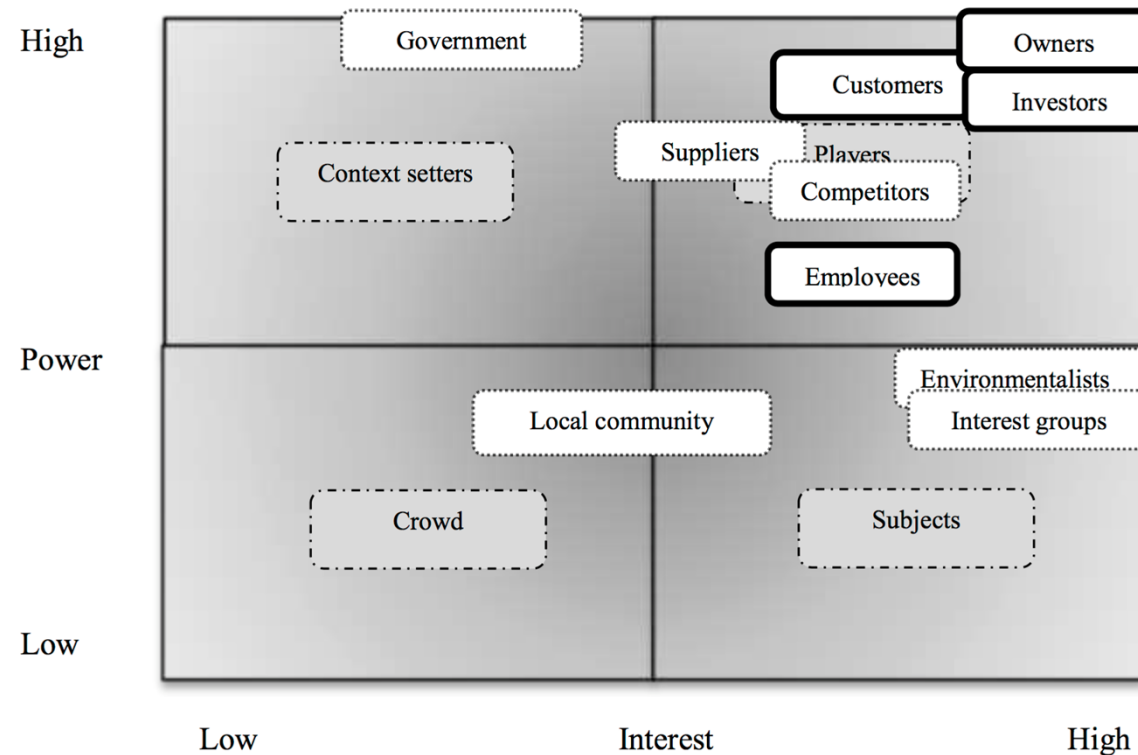 High
Government
Owners
Customers
Investors
Suppliers
Players
Context setters
Competitors
Employees
Power
Environmentalists
Local community
Interest groups
Crowd
Subjects
Low
Low
Interest
High